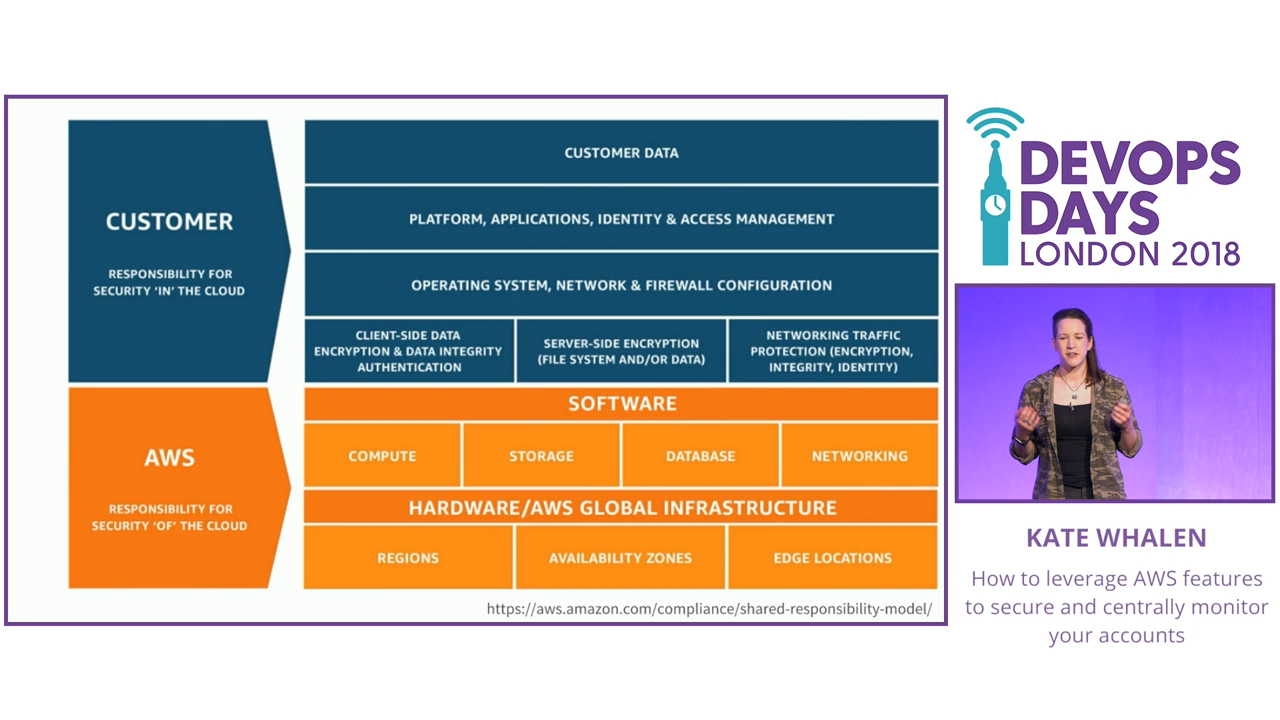 CUSTOMER
RESPONSIBILITY FOR
SECURITY ‘IN’ THE CLOUD
CUSTOMER DATA
PLATFORM, APPLICATIONS, IDENTITY & ACCESS MANAGEMENT
OPERATING SYSTEM, NETWORK & FIREWALL CONFIGURATION
CLIENT-SIDE DATA
ENCRYPTION & DATA INTEGRITY
AUTHENTICATION
SERVER-SIDE ENCRYPTION
(FILE SYSTEM AND/OR DATA)
NETWORKING TRAFFIC
PROTECTION (ENCRYPTION,
INTEGRITY, IDENTITY)
AWS
RESPONSIBILITY FOR
SECURITY ‘OF’ THE CLOUD
SOFTWARE
COMPUTE
STORAGE
DATABASE
NETWORKING
HARDWARE/AWS GLOBAL INFRASTRUCTURE
REGIONS
AVAILABILITY ZONES
EDGE LOCATIONS
https://aws.amazon.com/compliance/shared-responsibility-model/
DEVOPS
DAYS
LONDON 2018
KATE WHALEN
How to leverage AWS features
to secure and centrally monitor
your accounts